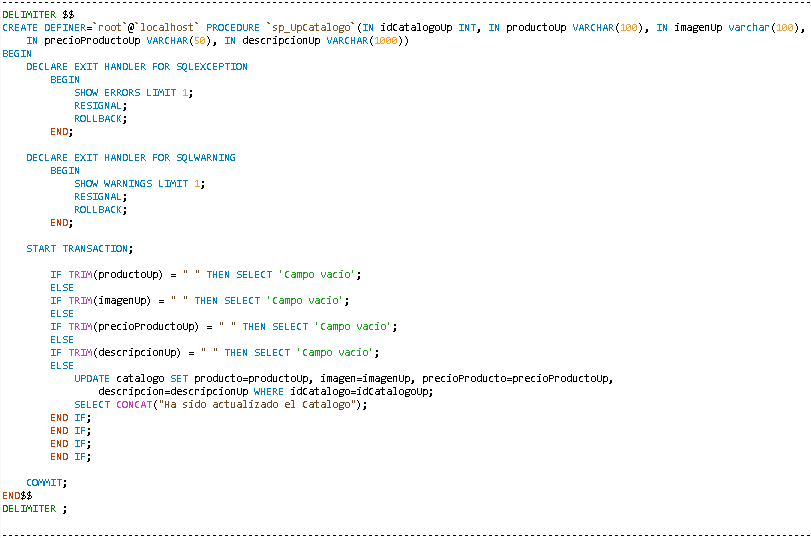 DELIMITER $$
CREATE DEFINER=`root`@`localhost` PROCEDURE `sp_UpCatalogo`(IN idCatalogoUp INT, IN productoUp VARCHAR(100), IN imagenUp varchar(100),
    IN precioProductoUp VARCHAR(50), IN descripcionUp VARCHAR(1000))
BEGIN
    DECLARE EXIT HANDLER FOR SQLEXCEPTION
        BEGIN
            SHOW ERRORS LIMIT 1;
            RESIGNAL;
            ROLLBACK;
        END;
    DECLARE EXIT HANDLER FOR SQLWARNING
        BEGIN
            SHOW WARNINGS LIMIT 1;
            RESIGNAL;
            ROLLBACK;
        END;
    START TRANSACTION;
        IF TRIM(productoUp) = " " THEN SELECT 'Campo vacio';
        ELSE
        IF TRIM(imagenUp) = " " THEN SELECT 'Campo vacio';
        ELSE
        IF TRIM(precioProductoUp) = " " THEN SELECT 'Campo vacio';
        ELSE
        IF TRIM(descripcionUp) = " " THEN SELECT 'Campo vacio';
        ELSE
            UPDATE catalogo SET producto=productoUp, imagen=imagenUp, precioProducto=precioProductoUp,
                descripcion=descripcionUp WHERE idCatalogo=idCatalogoUp;
            SELECT CONCAT("Ha sido actualizado el Catalogo");
        END IF;
        END IF;
        END IF;
        END IF;
    COMMIT;
END$$
DELIMITER ;